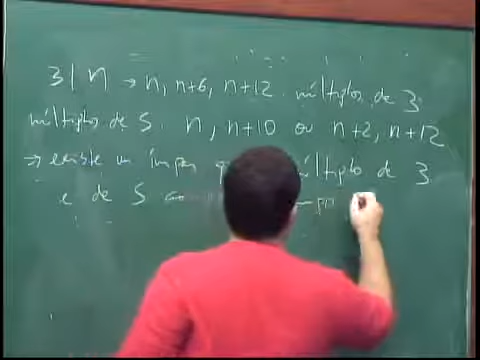 3 | n → n, n+6, n+12 múltiplos de 3
múltiplos de 5. n, n+10 ou n+2, n+12
⇒ existe um ímpar múltiplo de 3
e de 5